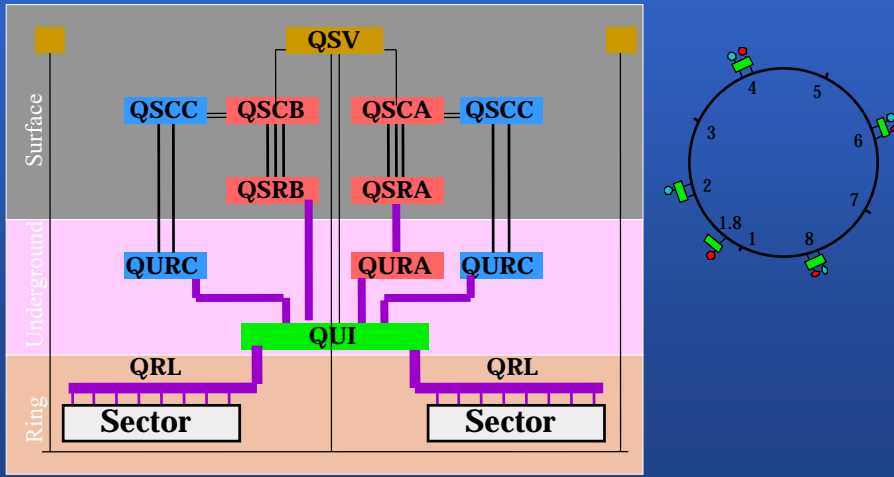 QSV
QSCC QSCB QSCA QSCC
Surface
QSRB QSRA
Underground
QURC QURA QURC
QUI
QRL QRL
Ring
Sector Sector
4
5
3
6
2
7
1.8
1
8